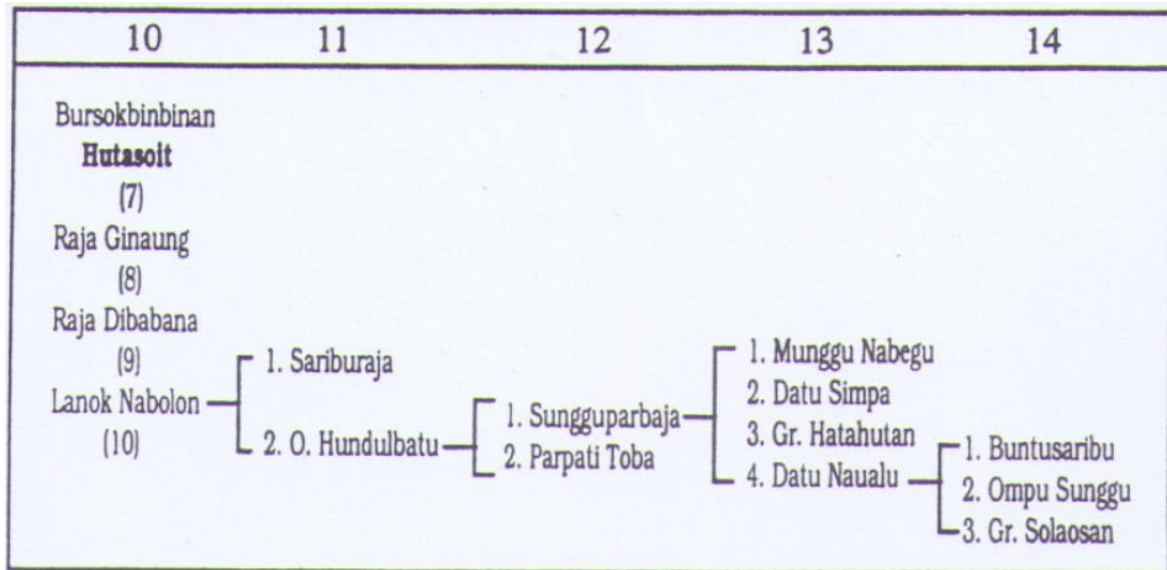 10 11 12 13 14
Bursokbinbinan
Hutasoit
(7)
Raja Ginaung
(8)
Raja Dibabana
(9)
Lanok Nabolon
(10)
1. Sariburaja
2. O. Hundulbatu
1. Sungguparbaja
2. Parpati Toba
1. Munggu Nabegu
2. Datu Simpa
3. Gr. Hatahutan
4. Datu Naualu
1. Buntusaribu
2. Ompu Sunggu
3. Gr. Solaosan